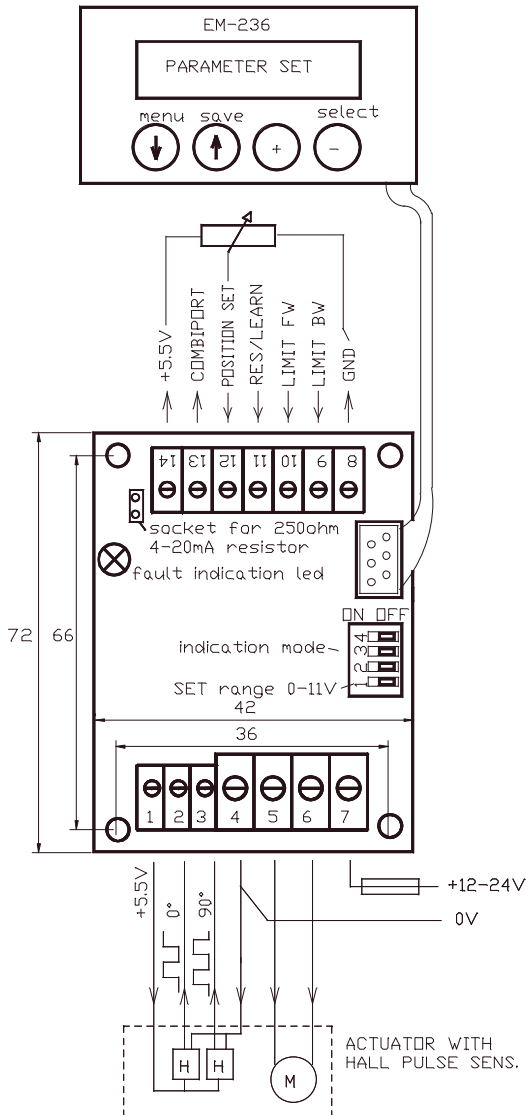 EM-236
PARAMETER SET
menu save select
+ -
+5.5V
COMBIPORT
POSITION SET
RES/LEARN
LIMIT FW
LIMIT BW
GND
14 13 12 11 10 9 8
socket for 250ohm
4-20mA resistor
fault indication led
ON OFF
4
3
2
1
indication mode
SET range 0-11V
72
66
42
36
1 2 3 4 5 6 7
+5.5V
0°
90°
+12-24V
0V
H H
M
ACTUATOR WITH
HALL PULSE SENS.